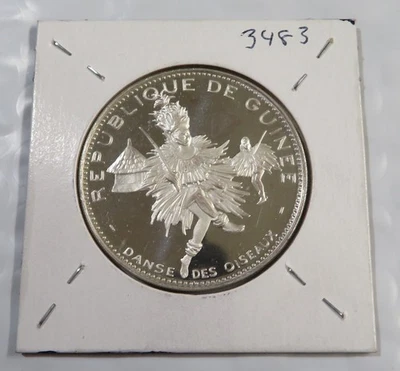 3483
REPUBLIQUE DE GUINEE
DANSE DES OISEAUX